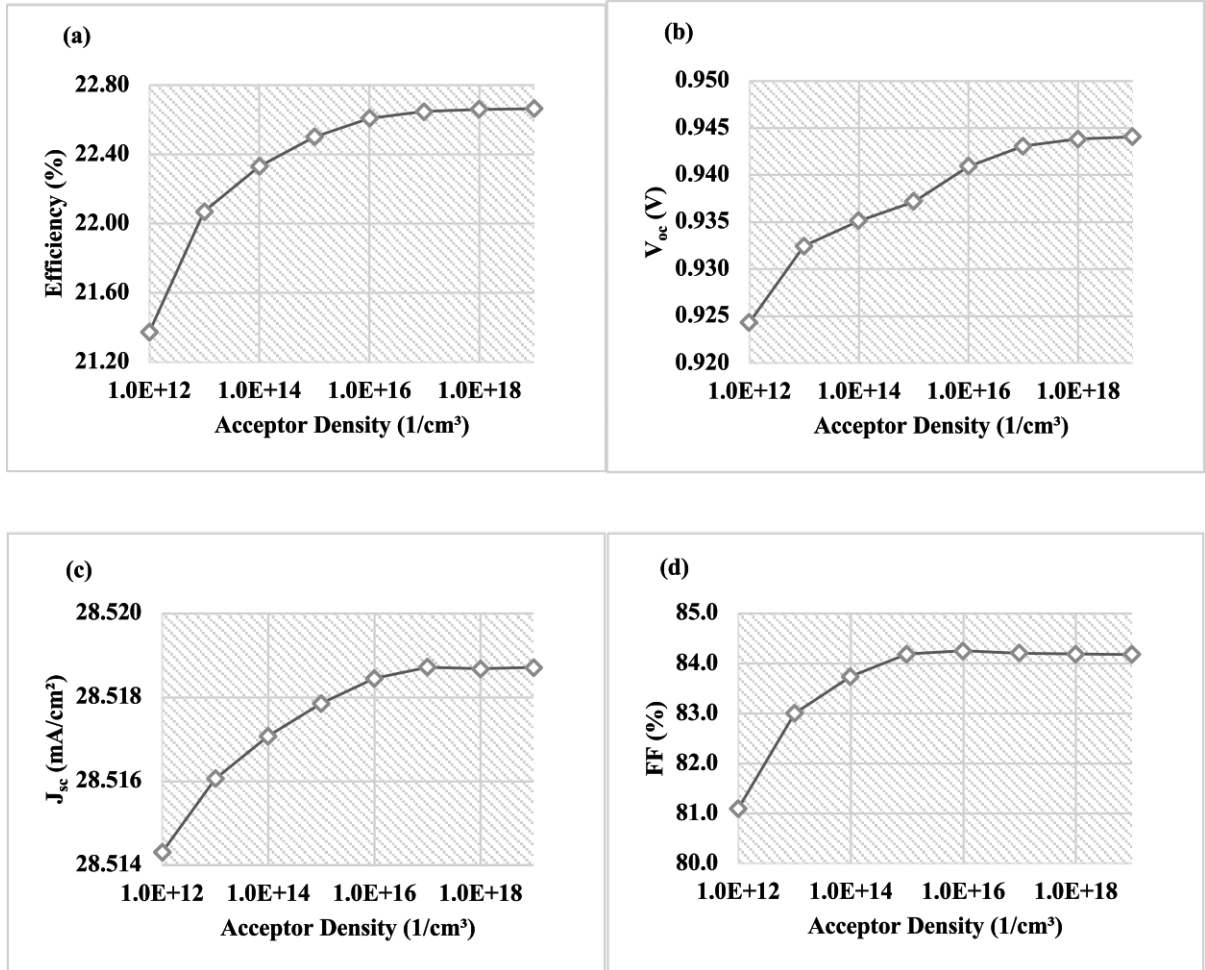 (a)
Efficiency (%)
22.80
22.40
22.00
21.60
21.20
1.0E+12 1.0E+14 1.0E+16 1.0E+18
Acceptor Density (1/cm³)
(b)
Voc (V)
0.950
0.945
0.940
0.935
0.930
0.925
0.920
1.0E+12 1.0E+14 1.0E+16 1.0E+18
Acceptor Density (1/cm³)
(c)
Jsc (mA/cm²)
28.520
28.518
28.516
28.514
1.0E+12 1.0E+14 1.0E+16 1.0E+18
Acceptor Density (1/cm³)
(d)
FF (%)
85.0
84.0
83.0
82.0
81.0
80.0
1.0E+12 1.0E+14 1.0E+16 1.0E+18
Acceptor Density (1/cm³)